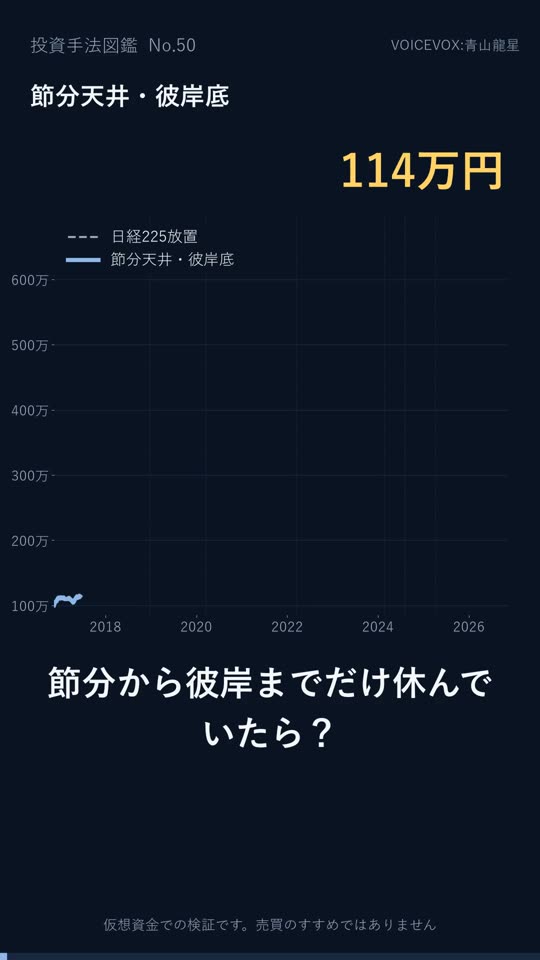 投資手法図鑑 No.50
VOICEVOX:青山龍星
節分天井・彼岸底
114万円
日経225放置
節分天井・彼岸底
600万
500万
400万
300万
200万
100万
2018 2020 2022 2024 2026
節分から彼岸までだけ休んで
いたら？
仮想資金での検証です。売買のすすめではありません